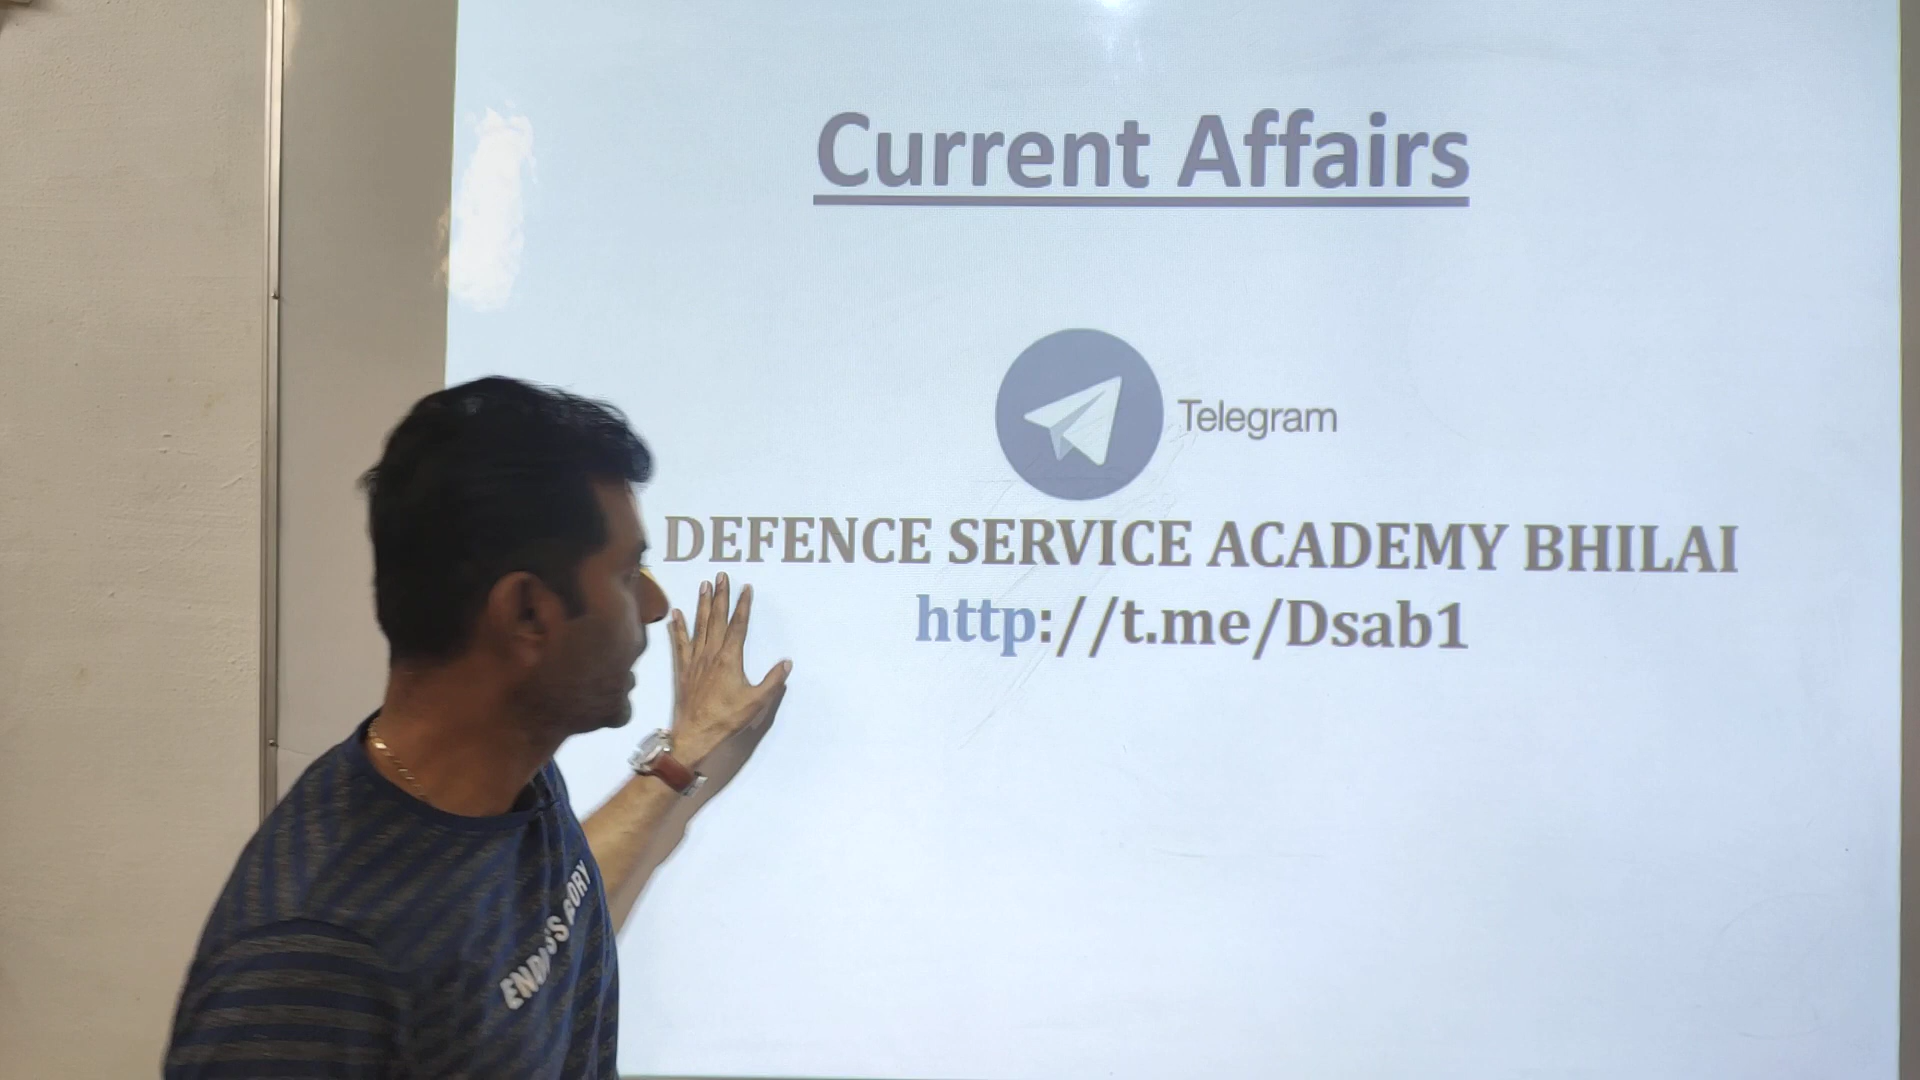 Current Affairs
Telegram
DEFENCE SERVICE ACADEMY BHILAI
http://t.me/Dsab1